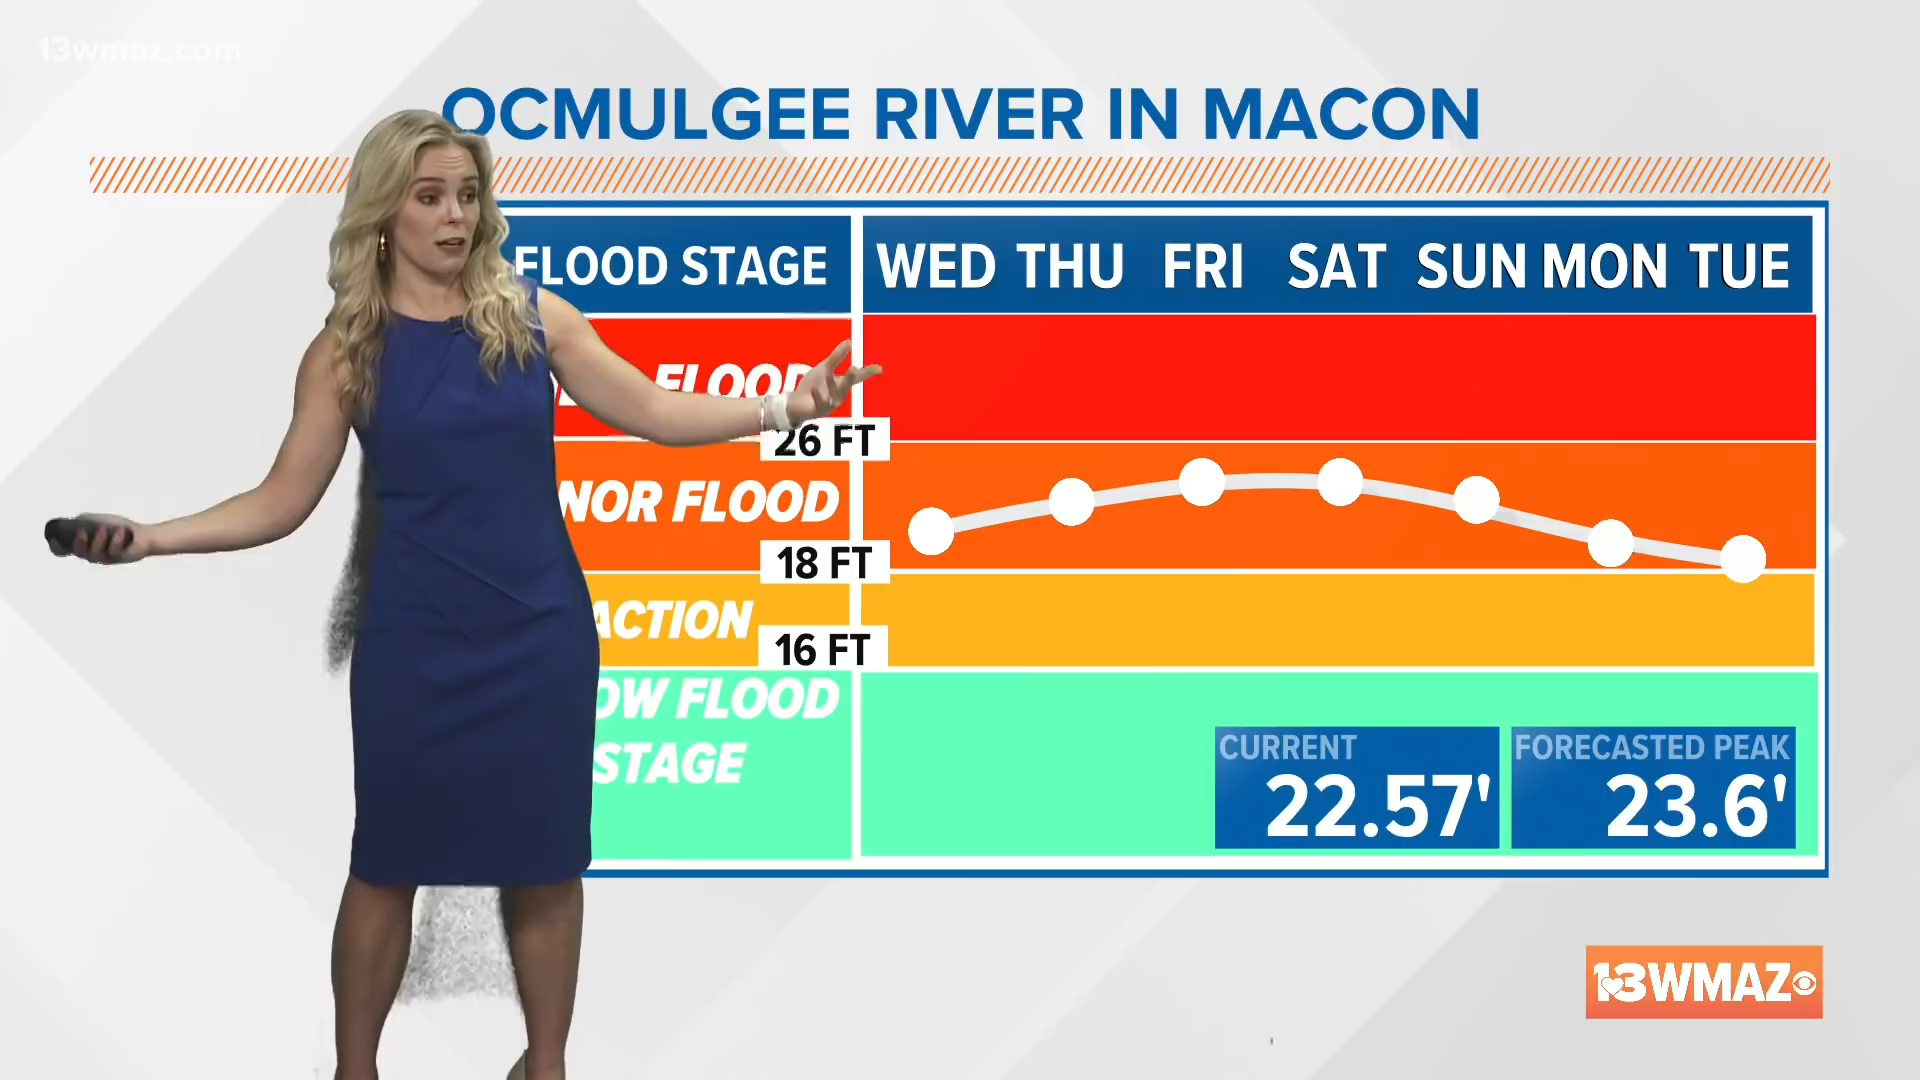 13wmaz.com
OCMULGEE RIVER IN MACON
FLOOD STAGE
WED THU FRI SAT SUN MON TUE
FLOOD
26 FT
NOR FLOOD
18 FT
ACTION
16 FT
OW FLOOD
STAGE
CURRENT
22.57'
FORECASTED PEAK
23.6'
13WMAZ